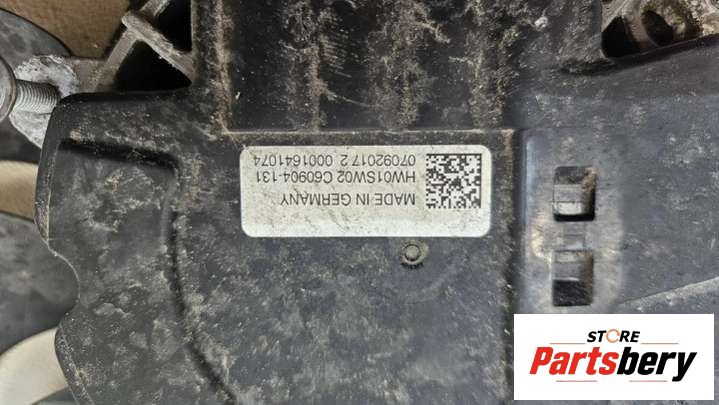 MADE IN GERMANY
HW01SW02 C60904-131
07092017 2 0001641074
STORE
Partsbery